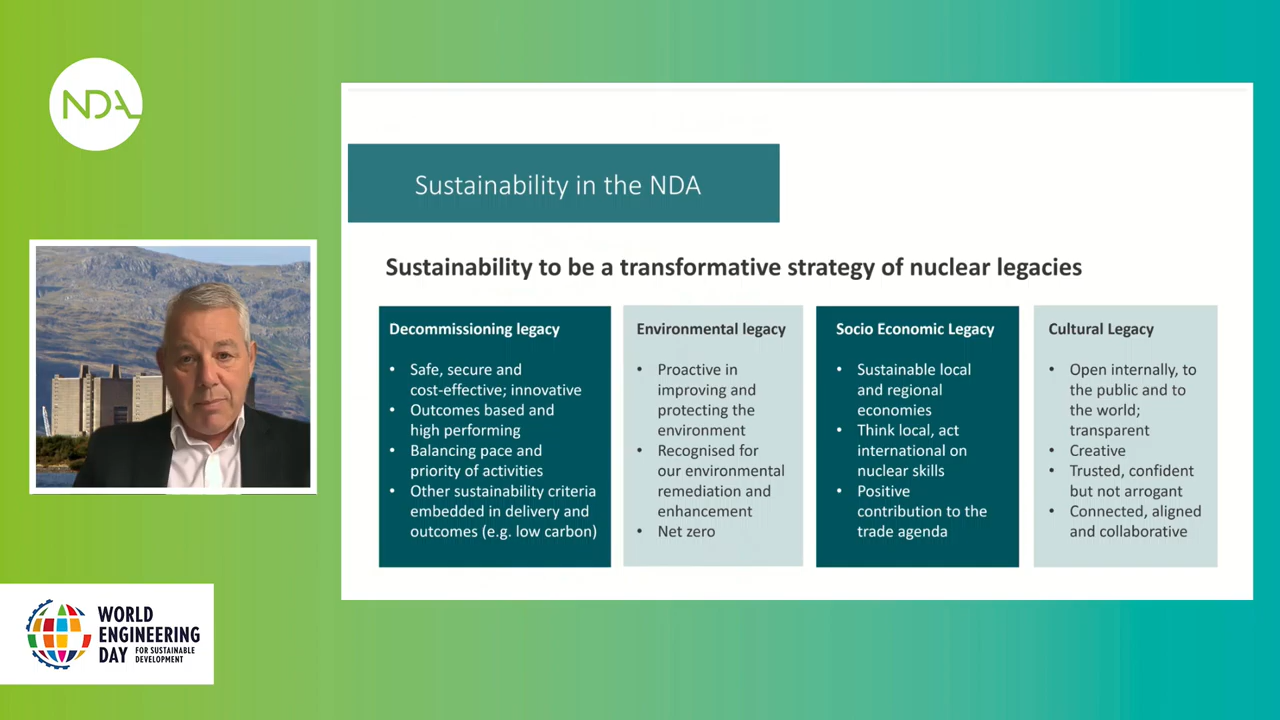 NDA
Sustainability in the NDA
Sustainability to be a transformative strategy of nuclear legacies
Decommissioning legacy
• Safe, secure and
cost-effective; innovative
• Outcomes based and
high performing
• Balancing pace and
priority of activities
• Other sustainability criteria
embedded in delivery and
outcomes (e.g. low carbon)
Environmental legacy
• Proactive in
improving and
protecting the
environment
• Recognised for
our environmental
remediation and
enhancement
• Net zero
Socio Economic Legacy
• Sustainable local
and regional
economies
• Think local, act
international on
nuclear skills
• Positive
contribution to the
trade agenda
Cultural Legacy
• Open internally, to
the public and to
the world;
transparent
• Creative
• Trusted, confident
but not arrogant
• Connected, aligned
and collaborative
WORLD
ENGINEERING
DAY FOR SUSTAINABLE
DEVELOPMENT